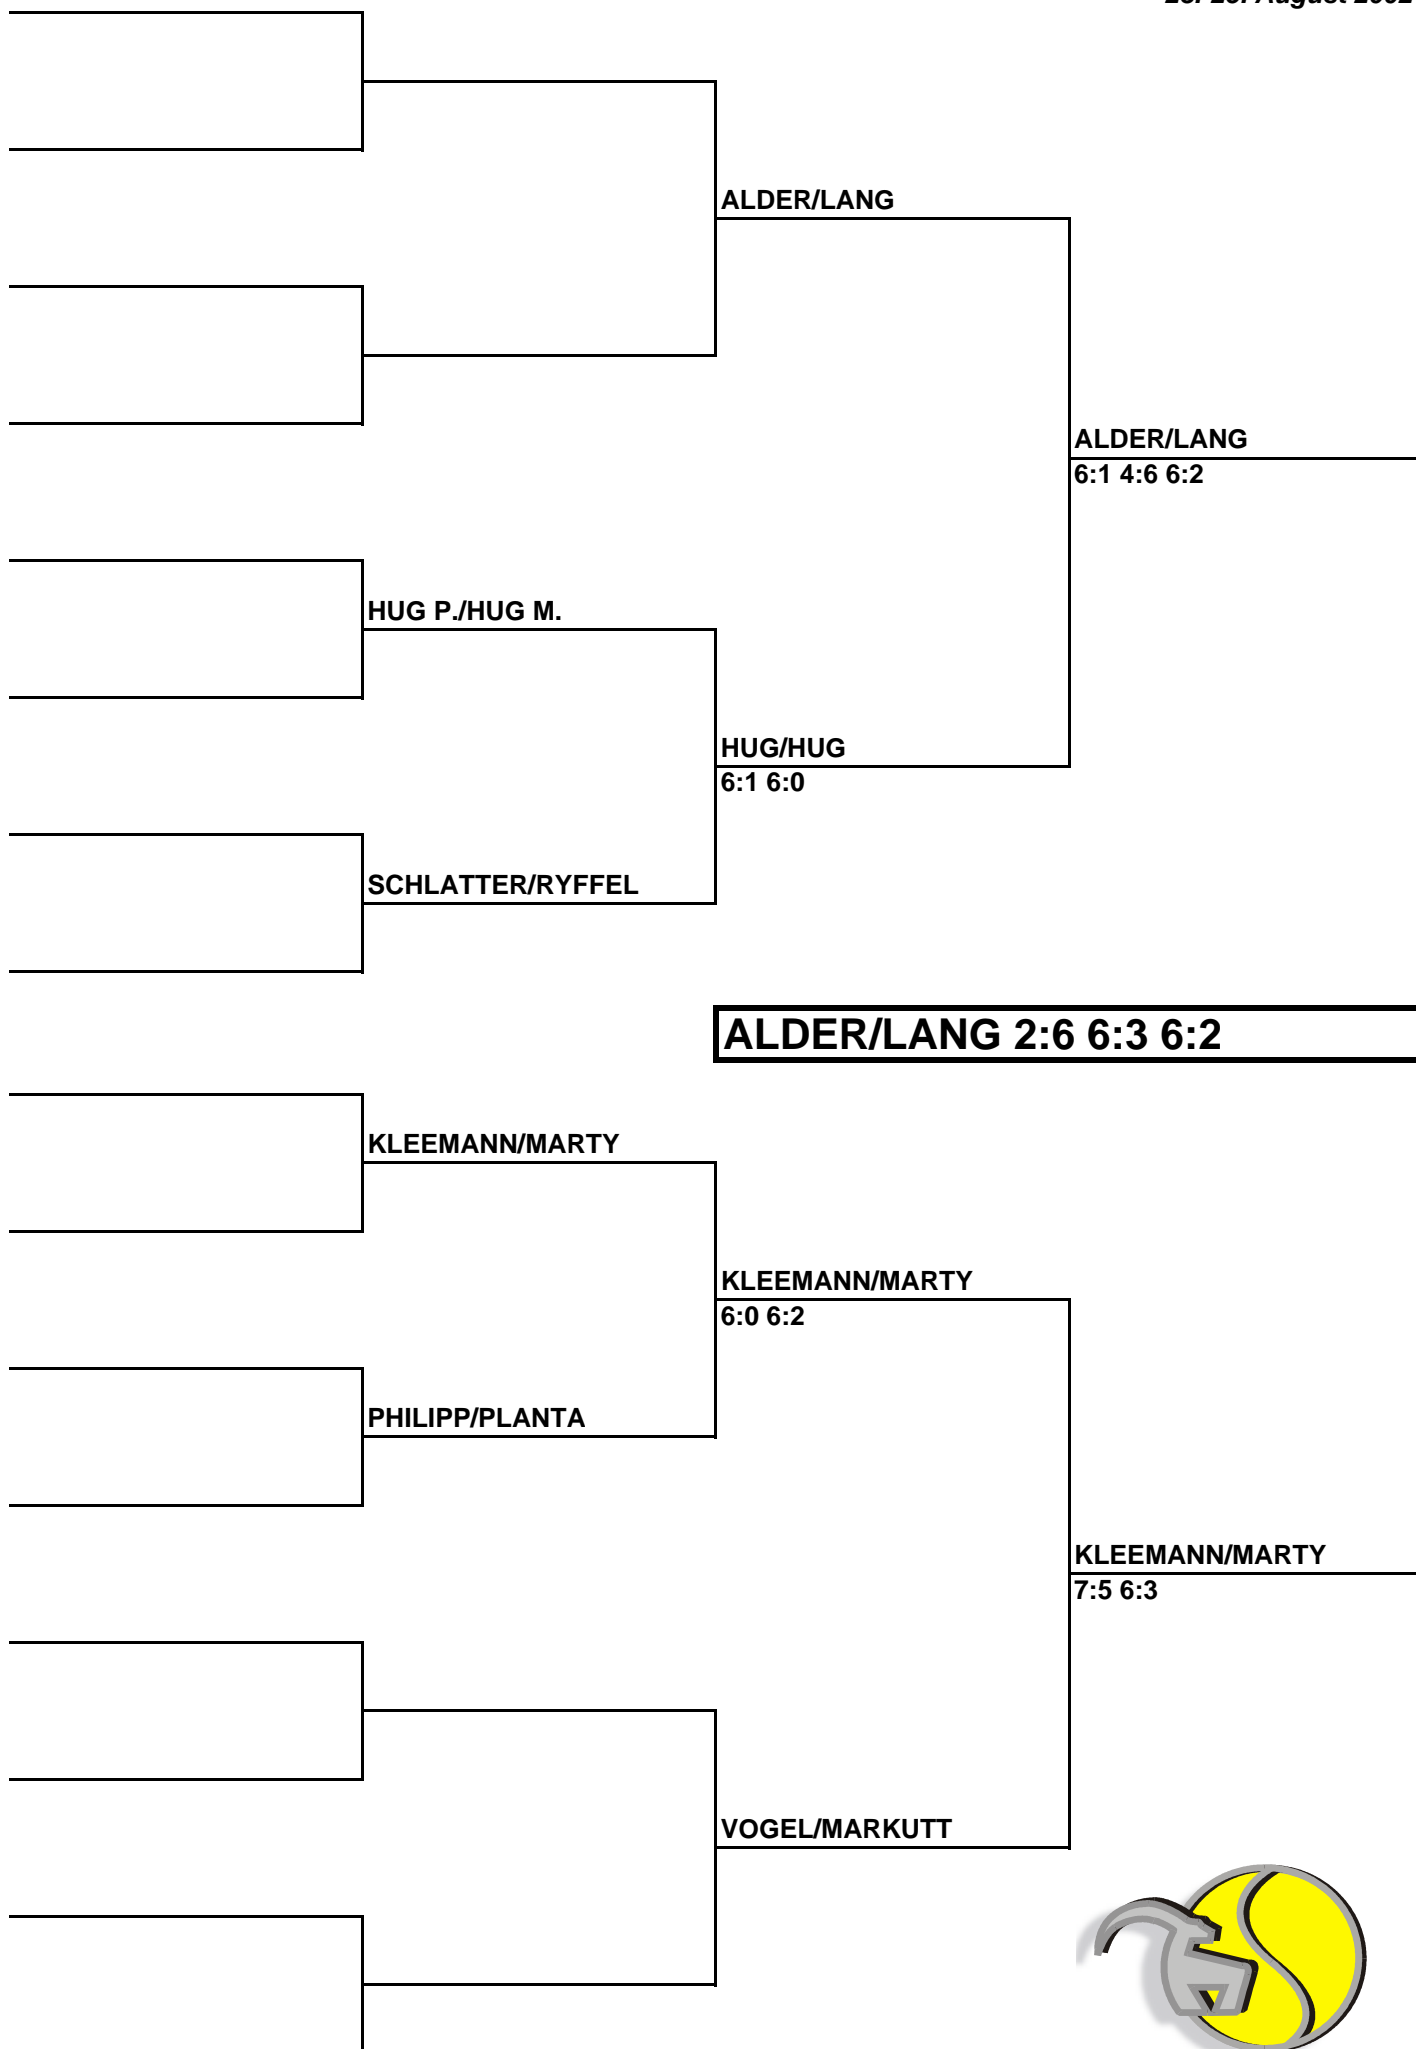 August
ALDER/LANG
ALDER/LANG
6:1 4:6 6:2
HUG P./HUG M.
HUG/HUG
6:1 6:0
SCHLATTER/RYFFEL
ALDER/LANG 2:6 6:3 6:2
KLEEMANN/MARTY
KLEEMANN/MARTY
6:0 6:2
PHILIPP/PLANTA
KLEEMANN/MARTY
7:5 6:3
VOGEL/MARKUTT